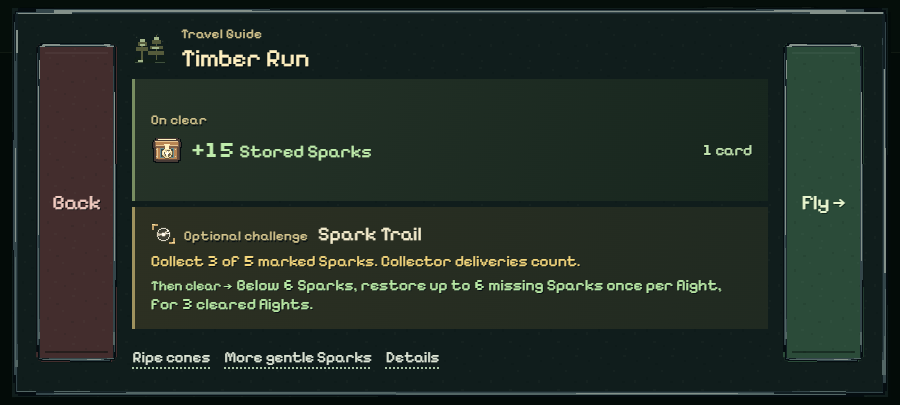 Travel Guide
Timber Run
On clear
+15 Stored Sparks
1 card
Back
Fly →
Optional challenge Spark Trail
Collect 3 of 5 marked Sparks. Collector deliveries count.
Then clear → Below 6 Sparks, restore up to 6 missing Sparks once per flight,
for 3 cleared flights.
Ripe cones More gentle Sparks Details